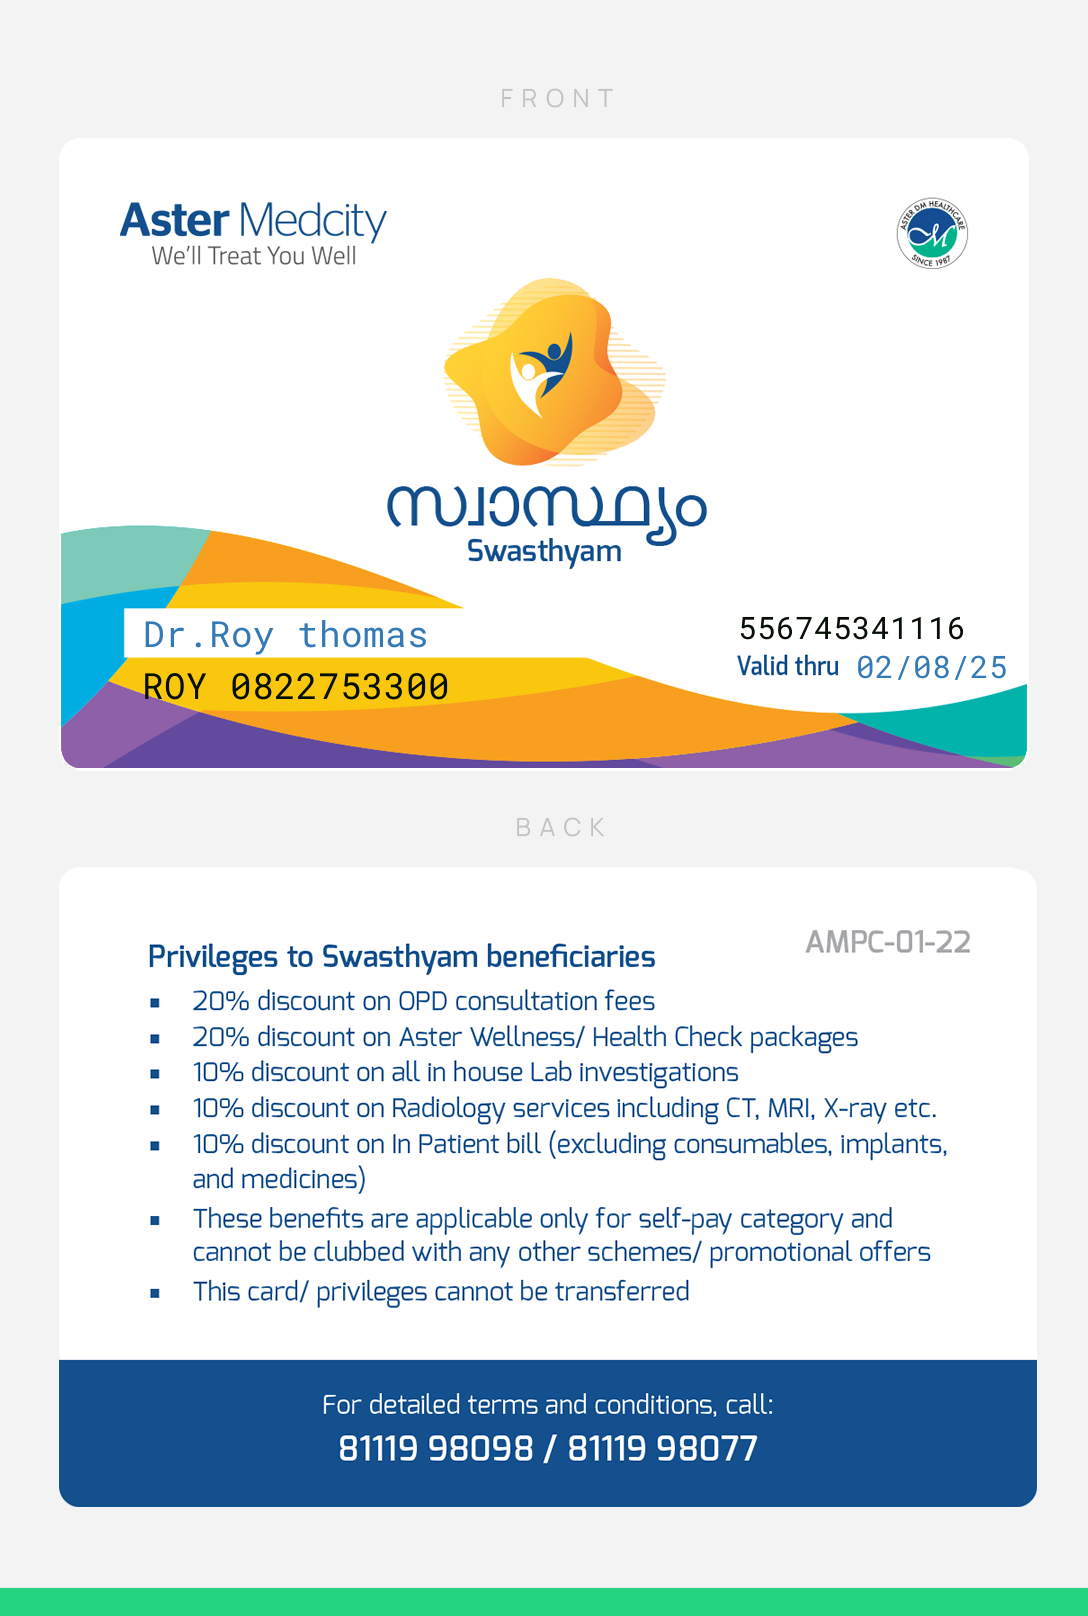 FRONT
Aster Medcity
We'll Treat You Well
ASTER DM HEALTHCARE
SINCE 1987
സ്വാസ്ഥ്യം
Swasthyam
Dr.Roy thomas
ROY 0822753300
556745341116
Valid thru 02/08/25
BACK
AMPC-01-22
Privileges to Swasthyam beneficiaries
▪ 20% discount on OPD consultation fees
▪ 20% discount on Aster Wellness/ Health Check packages
▪ 10% discount on all in house Lab investigations
▪ 10% discount on Radiology services including CT, MRI, X-ray etc.
▪ 10% discount on In Patient bill (excluding consumables, implants,
and medicines)
▪ These benefits are applicable only for self-pay category and
cannot be clubbed with any other schemes/ promotional offers
▪ This card/ privileges cannot be transferred
For detailed terms and conditions, call:
81119 98098 / 81119 98077